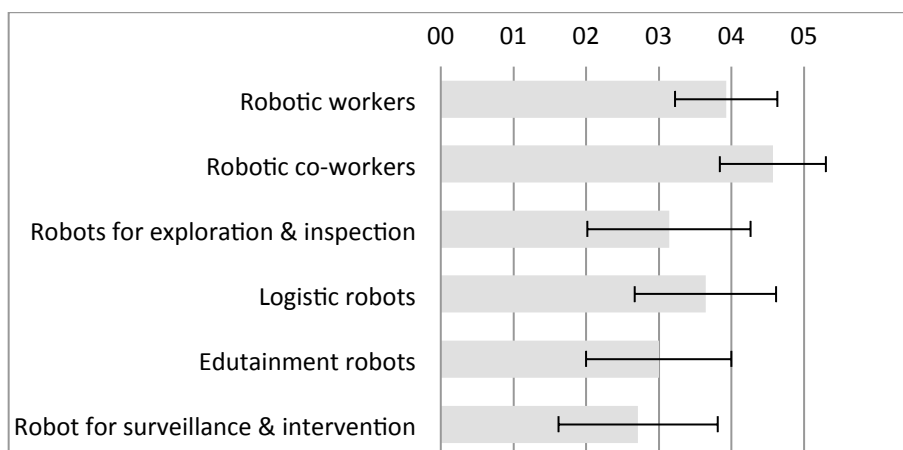 00 01 02 03 04 05
Robotic workers
Robotic co-workers
Robots for exploration & inspection
Logistic robots
Edutainment robots
Robot for surveillance & intervention